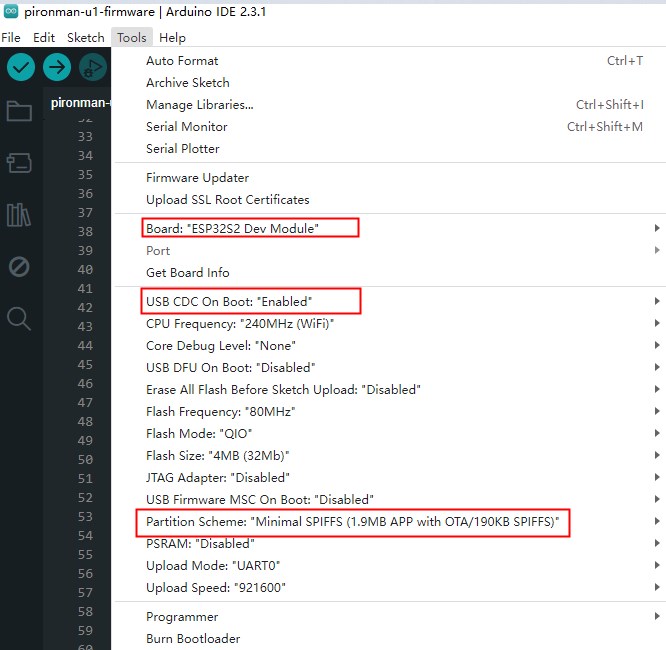 pironman-u1-firmware | Arduino IDE 2.3.1
File Edit Sketch Tools Help
Auto Format Ctrl+T
Archive Sketch
Manage Libraries... Ctrl+Shift+I
Serial Monitor Ctrl+Shift+M
Serial Plotter
Firmware Updater
Upload SSL Root Certificates
Board: "ESP32S2 Dev Module"
Port
Get Board Info
USB CDC On Boot: "Enabled"
CPU Frequency: "240MHz (WiFi)"
Core Debug Level: "None"
USB DFU On Boot: "Disabled"
Erase All Flash Before Sketch Upload: "Disabled"
Flash Frequency: "80MHz"
Flash Mode: "QIO"
Flash Size: "4MB (32Mb)"
JTAG Adapter: "Disabled"
USB Firmware MSC On Boot: "Disabled"
Partition Scheme: "Minimal SPIFFS (1.9MB APP with OTA/190KB SPIFFS)"
PSRAM: "Disabled"
Upload Mode: "UART0"
Upload Speed: "921600"
Programmer
Burn Bootloader
pironman-
32
33
34
35
36
37
38
39
40
41
42
43
44
45
46
47
48
49
50
51
52
53
54
55
56
57
58
59
60